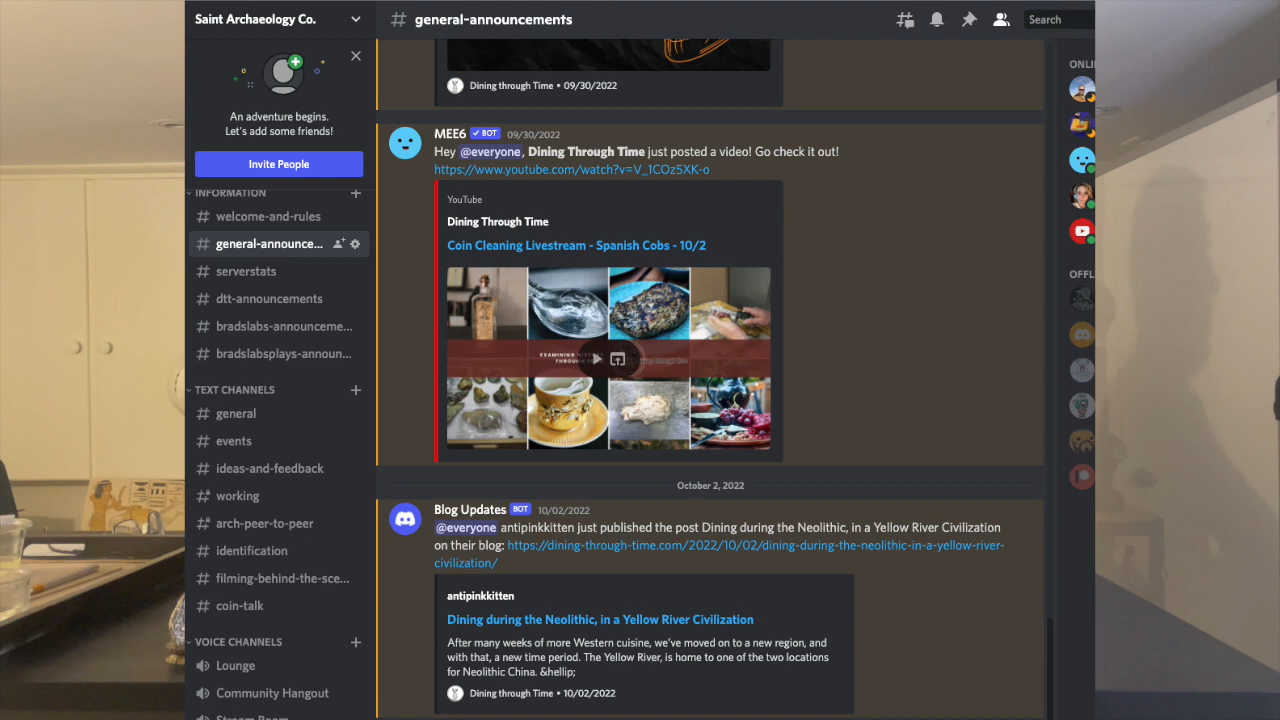 Saint Archaeology Co.
An adventure begins.
Let's add some friends!
Invite People
INFORMATION
welcome-and-rules
general-announce...
serverstats
dtt-announcements
bradslabs-announceme...
bradslabsplays-announ...
TEXT CHANNELS
general
events
ideas-and-feedback
working
arch-peer-to-peer
identification
filming-behind-the-sce...
coin-talk
VOICE CHANNELS
Lounge
Community Hangout
Stream Room
# general-announcements
Search
Dining through Time • 09/30/2022
MEE6 ✓ BOT 09/30/2022
Hey @everyone, Dining Through Time just posted a video! Go check it out!
https://www.youtube.com/watch?v=V_1COz5XK-o
YouTube
Dining Through Time
Coin Cleaning Livestream - Spanish Cobs - 10/2
October 2, 2022
Blog Updates BOT 10/02/2022
@everyone antipinkkitten just published the post Dining during the Neolithic, in a Yellow River Civilization
on their blog: https://dining-through-time.com/2022/10/02/dining-during-the-neolithic-in-a-yellow-river-
civilization/
antipinkkitten
Dining during the Neolithic, in a Yellow River Civilization
After many weeks of more Western cuisine, we've moved on to a new region, and
with that, a new time period. The Yellow River, is home to one of the two locations
for Neolithic China. &hellip;
Dining through Time • 10/02/2022
ONLI
OFFL